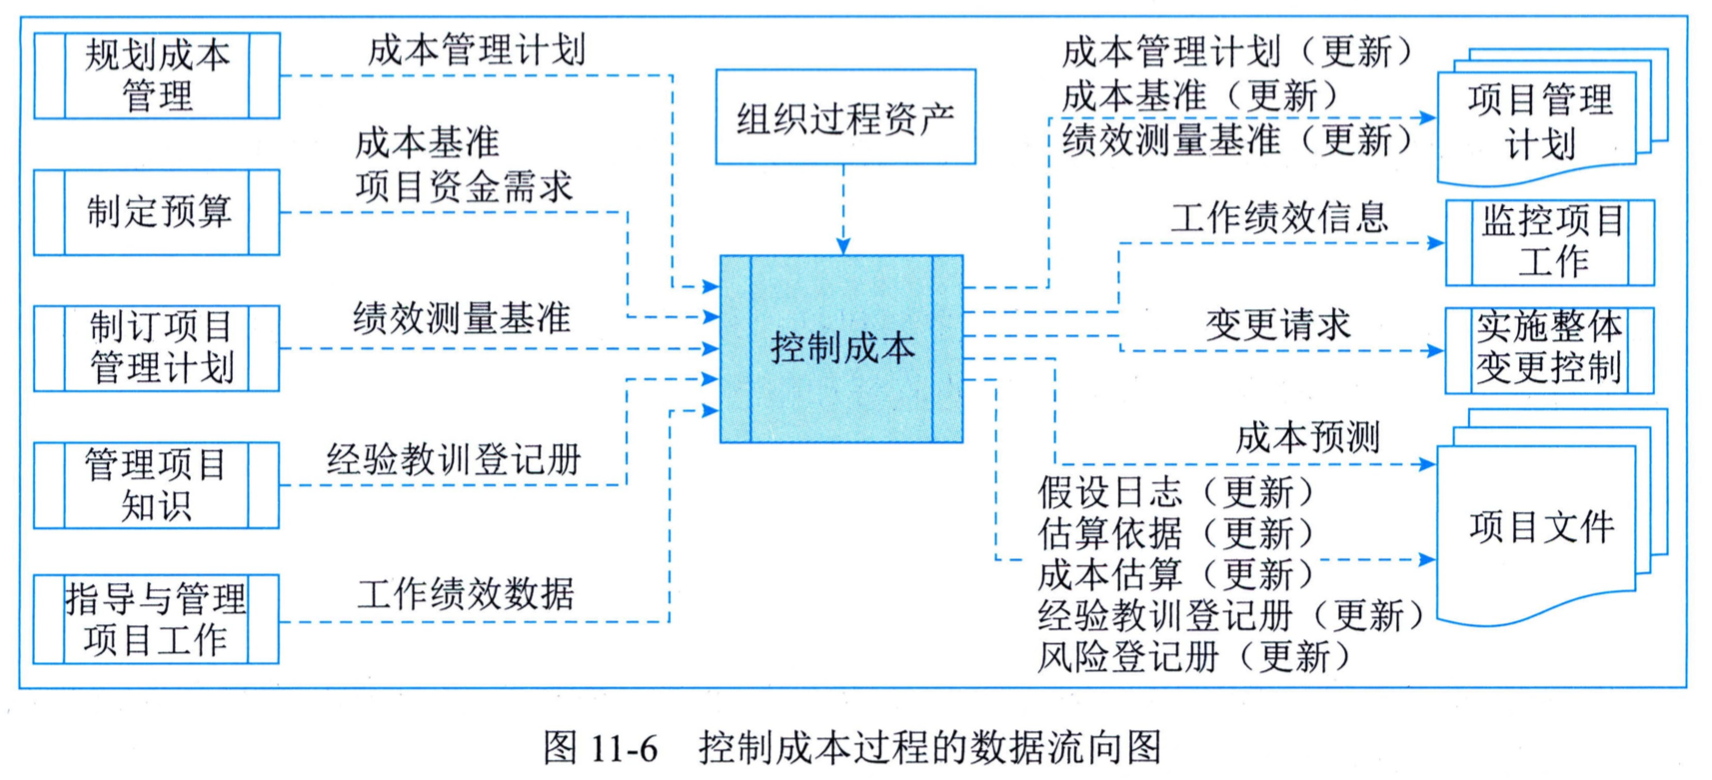 规划成本
管理
成本管理计划
制定预算
成本基准
项目资金需求
制订项目
管理计划
绩效测量基准
管理项目
知识
经验教训登记册
指导与管理
项目工作
工作绩效数据
组织过程资产
控制成本
成本管理计划（更新）
成本基准（更新）
绩效测量基准（更新）
项目管理
计划
工作绩效信息
监控项目
工作
变更请求
实施整体
变更控制
成本预测
假设日志（更新）
估算依据（更新）
成本估算（更新）
经验教训登记册（更新）
风险登记册（更新）
项目文件
图 11-6 控制成本过程的数据流向图